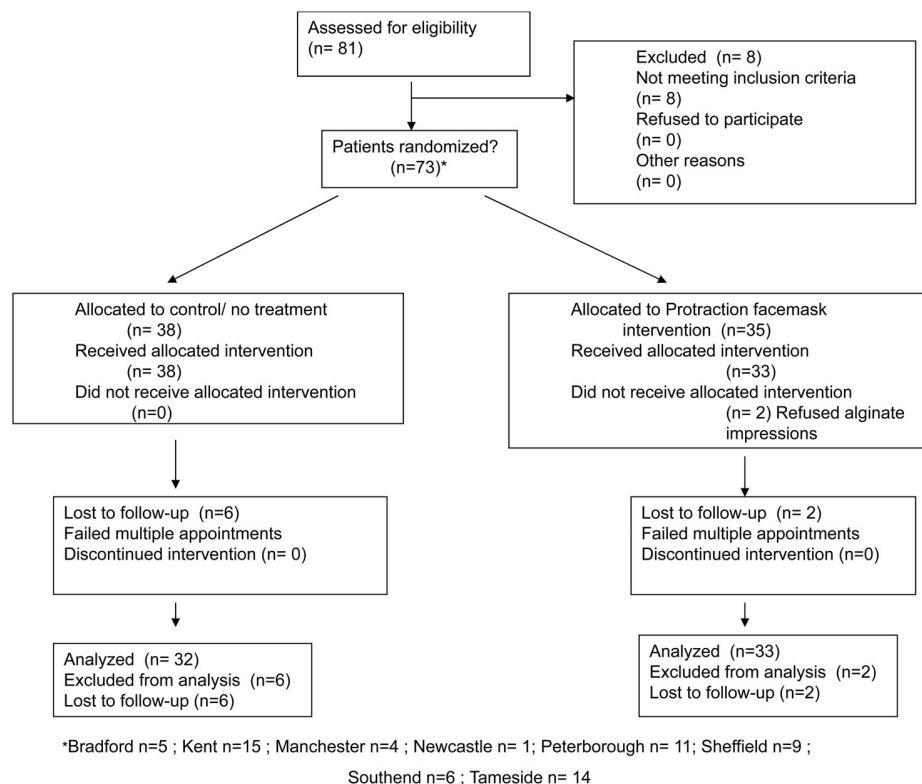 Assessed for eligibility
(n= 81)
Excluded (n= 8)
Not meeting inclusion criteria
(n= 8)
Refused to participate
(n= 0)
Other reasons
(n= 0)
Patients randomized?
(n=73)*
Allocated to control/ no treatment
(n= 38)
Received allocated intervention
(n= 38)
Did not receive allocated intervention
(n=0)
Allocated to Protraction facemask
intervention (n=35)
Received allocated intervention
(n=33)
Did not receive allocated intervention
(n= 2) Refused alginate
impressions
Lost to follow-up (n=6)
Failed multiple appointments
Discontinued intervention (n= 0)
Lost to follow-up (n= 2)
Failed multiple appointments
Discontinued intervention (n=0)
Analyzed (n= 32)
Excluded from analysis (n=6)
Lost to follow-up (n=6)
Analyzed (n=33)
Excluded from analysis (n=2)
Lost to follow-up (n=2)
*Bradford n=5 ; Kent n=15 ; Manchester n=4 ; Newcastle n= 1; Peterborough n= 11; Sheffield n=9 ;
Southend n=6 ; Tameside n= 14